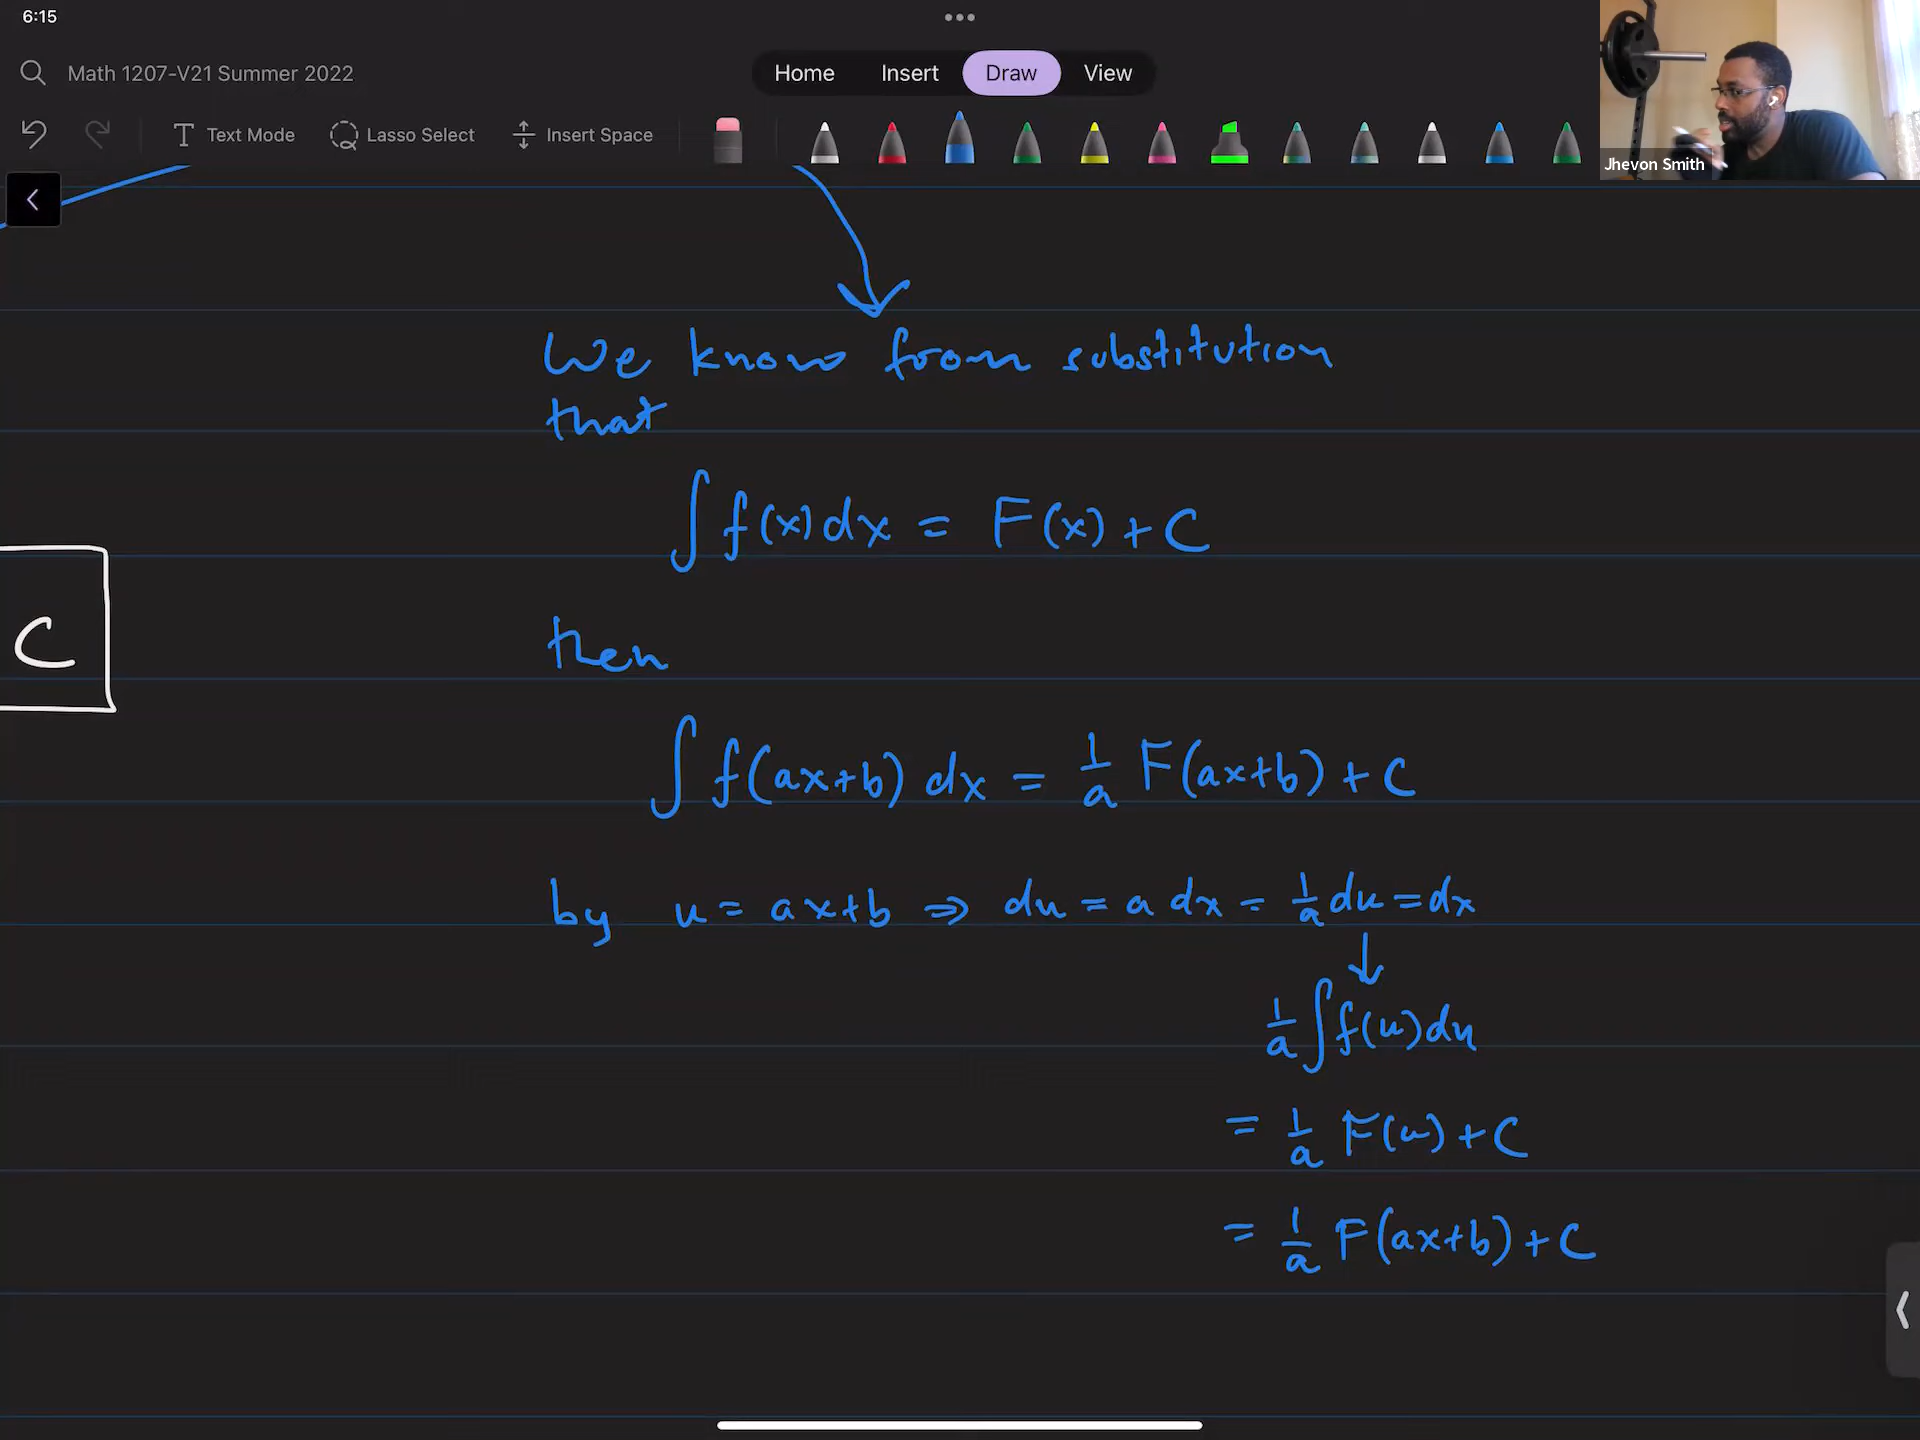 6:15
Math 1207-V21 Summer 2022
Home Insert Draw View
Text Mode Lasso Select Insert Space
Jhevon Smith
We know from substitution
that
∫ f(x) dx = F(x) + C
C
then
∫ f(ax+b) dx = 1/a F(ax+b) + C
by u = ax+b ⇒ du = a dx = 1/a du = dx
↓
1/a ∫ f(u) du
= 1/a F(u) + C
= 1/a F(ax+b) + C